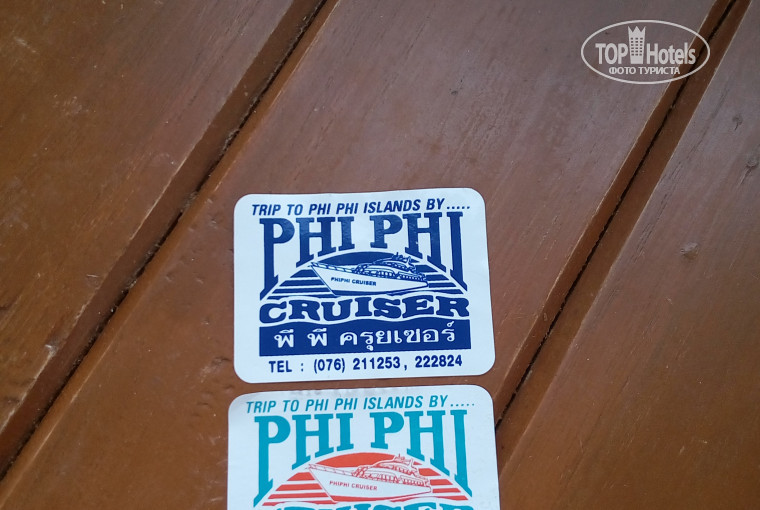 TOP Hotels
ФОТО ТУРИСТА
TRIP TO PHI PHI ISLANDS BY.....
PHI PHI
PHIPHI CRUISER
CRUISER
พี พี ครุยเซอร์
TEL : (076) 211253, 222824
TRIP TO PHI PHI ISLANDS BY.....
PHI PHI
PHIPHI CRUISER
CRUISER